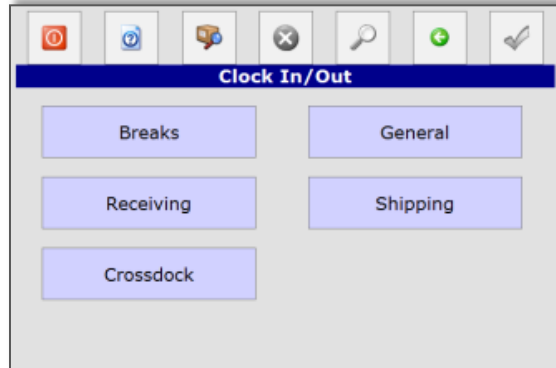 Clock In/Out
Breaks General
Receiving Shipping
Crossdock